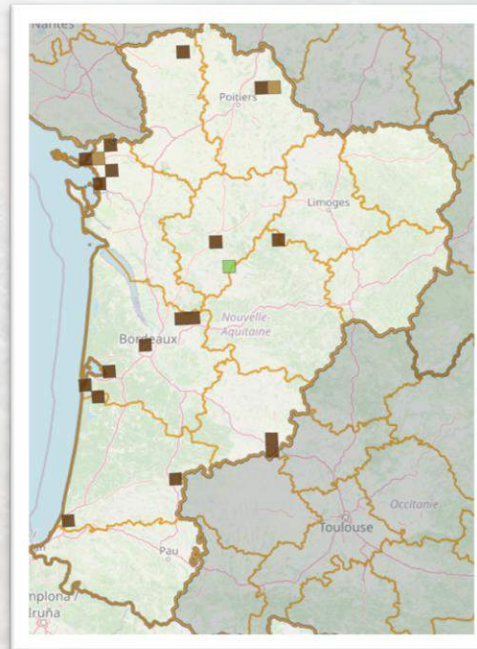 Nantes
Poitiers
Limoges
Nouvelle
Aquitaine
Bordeaux
Occitanie
Toulouse
Pau
mplona /
Iruña